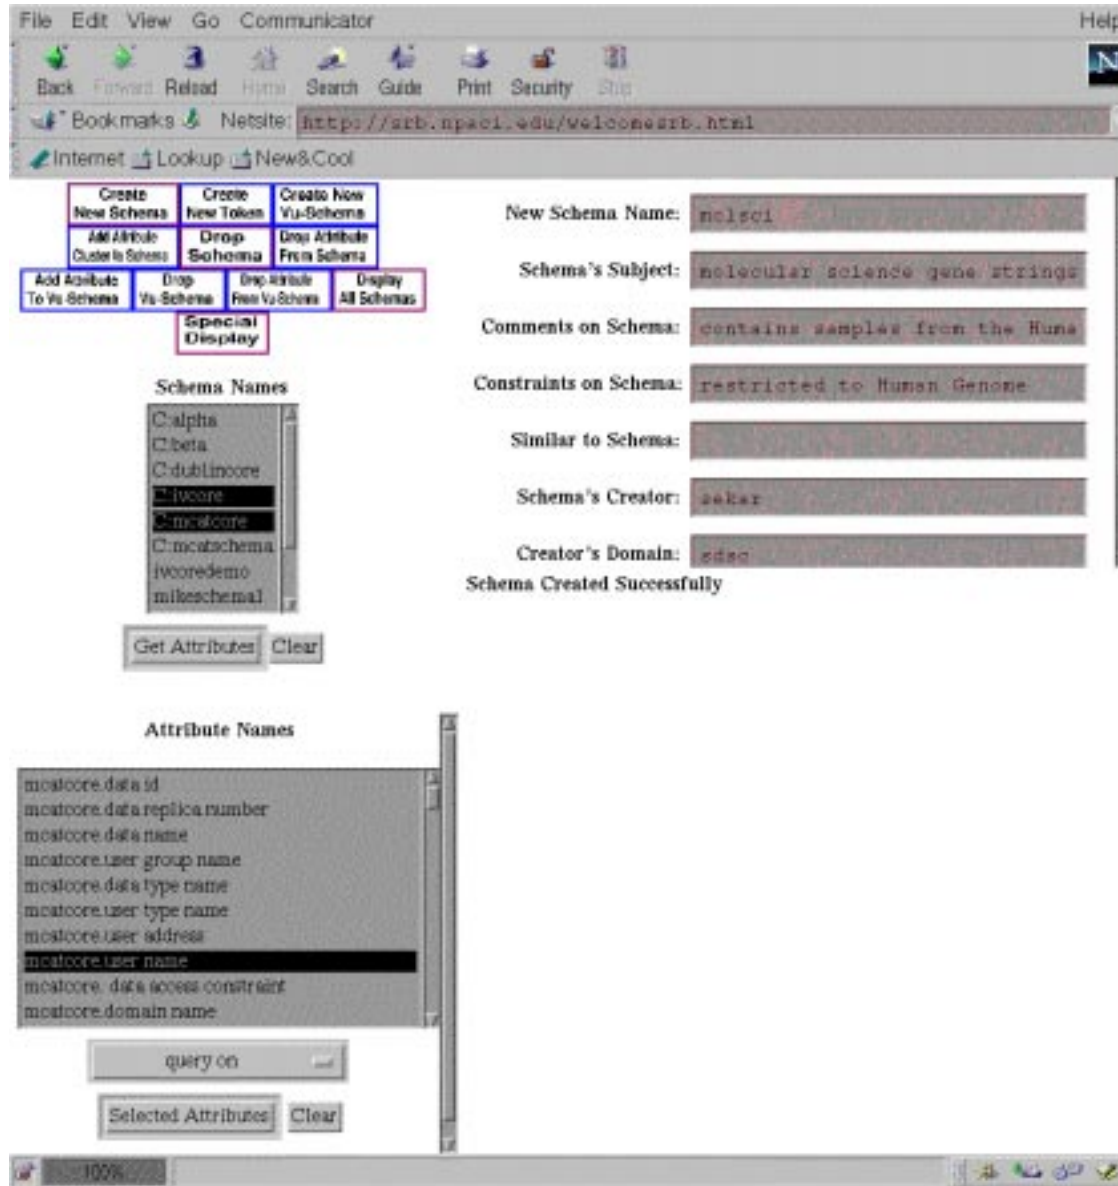 File Edit View Go Communicator Help
Back Forward Reload Home Search Guide Print Security Stop
Bookmarks Netsite: http://srb.npaci.edu/welcomesrb.html
Internet Lookup New&Cool
Create New Schema
Create New Token
Create New Vu-Schema
Add Attribute Cluster to Schema
Drop Schema
Drop Attribute From Schema
Add Attribute To Vu-Schema
Drop Vu-Schema
Drop Attribute From Vu-Schema
Display All Schemas
Special Display
Schema Names
C:alpha
C:beta
C:dublincore
C:ivcore
C:mcatcore
C:mcatschema
ivcoredemo
mikeschema1
Get Attributes Clear
New Schema Name: molsci
Schema's Subject: molecular science gene strings
Comments on Schema: contains samples from the Huma
Constraints on Schema: restricted to Human Genome
Similar to Schema:
Schema's Creator: sekar
Creator's Domain: sdsc
Schema Created Successfully
Attribute Names
mcatcore.data id
mcatcore.data replica number
mcatcore.data name
mcatcore.user group name
mcatcore.data type name
mcatcore.user type name
mcatcore.user address
mcatcore.user name
mcatcore. data access constraint
mcatcore.domain name
query on
Selected Attributes Clear
100%